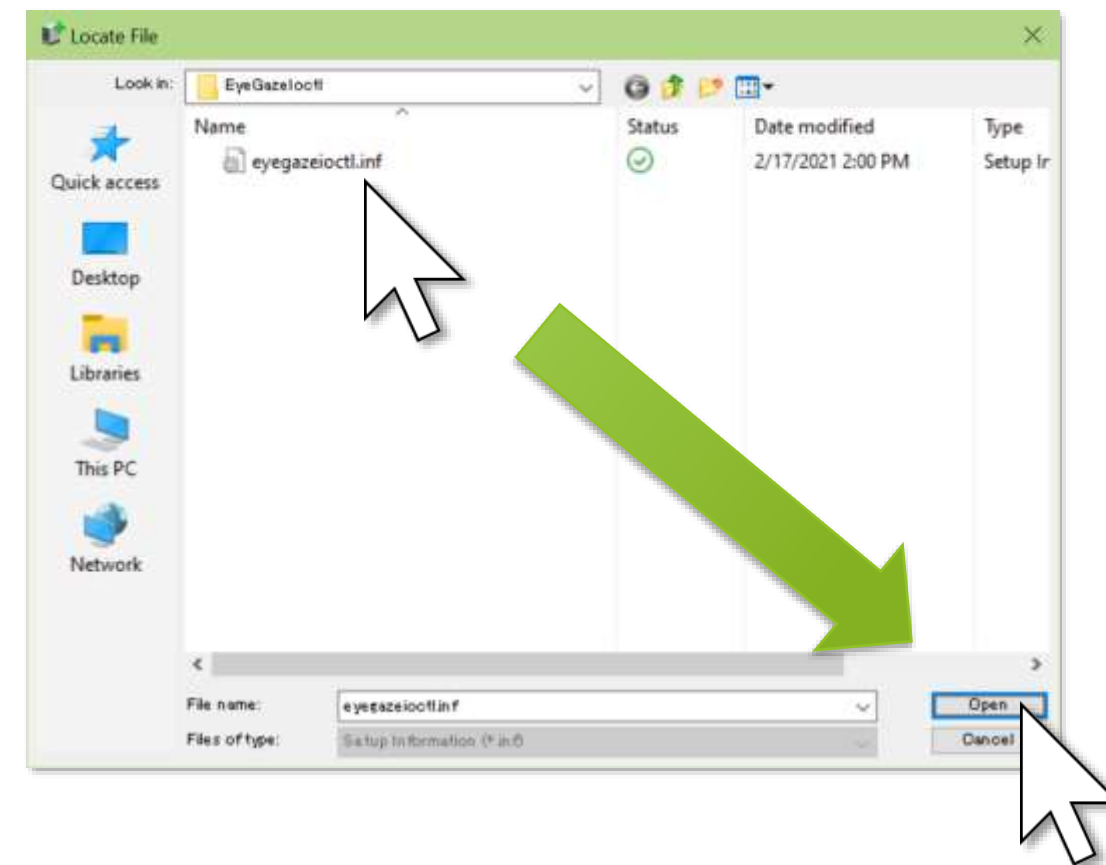 Locate File
Look in: EyeGazeIoctl
Name Status Date modified Type
eyegazeioctl.inf 2/17/2021 2:00 PM Setup Ir
Quick access
Desktop
Libraries
This PC
Network
File name: eyegazeioctl.inf Open
Files of type: Setup Information (*.inf) Cancel